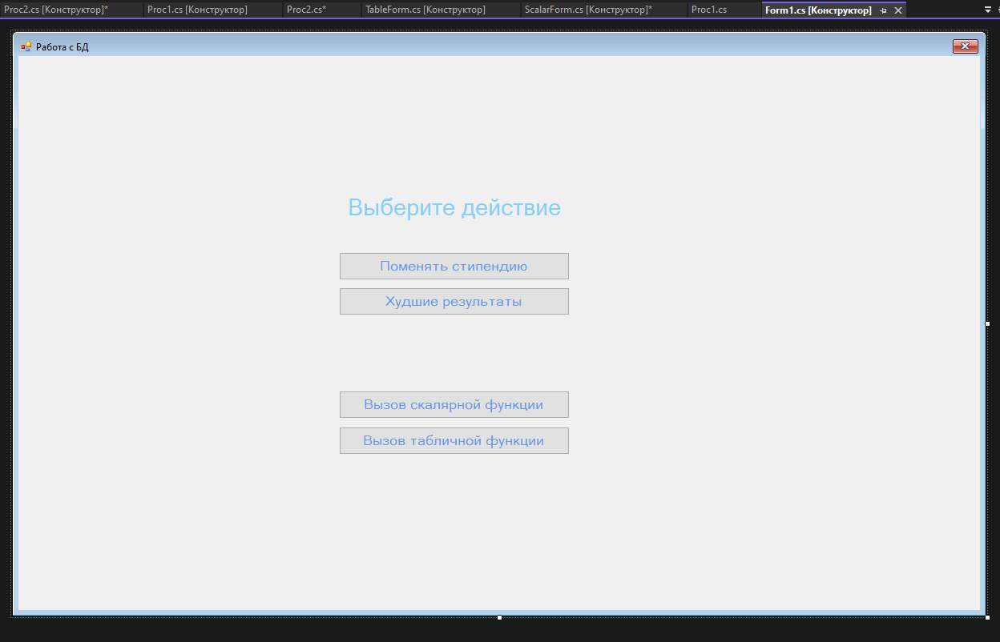 Proc2.cs [Конструктор]* Proc1.cs [Конструктор] Proc2.cs* TableForm.cs [Конструктор] ScalarForm.cs [Конструктор]* Proc1.cs Form1.cs [Конструктор]
Работа с БД
Выберите действие
Поменять стипендию
Худшие результаты
Вызов скалярной функции
Вызов табличной функции